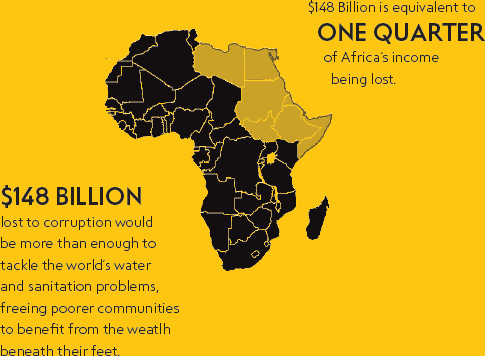 $148 Billion is equivalent to
ONE QUARTER
of Africa's income
being lost.
$148 BILLION
lost to corruption would
be more than enough to
tackle the world's water
and sanitation problems,
freeing poorer communities
to benefit from the weatlh
beneath their feet.